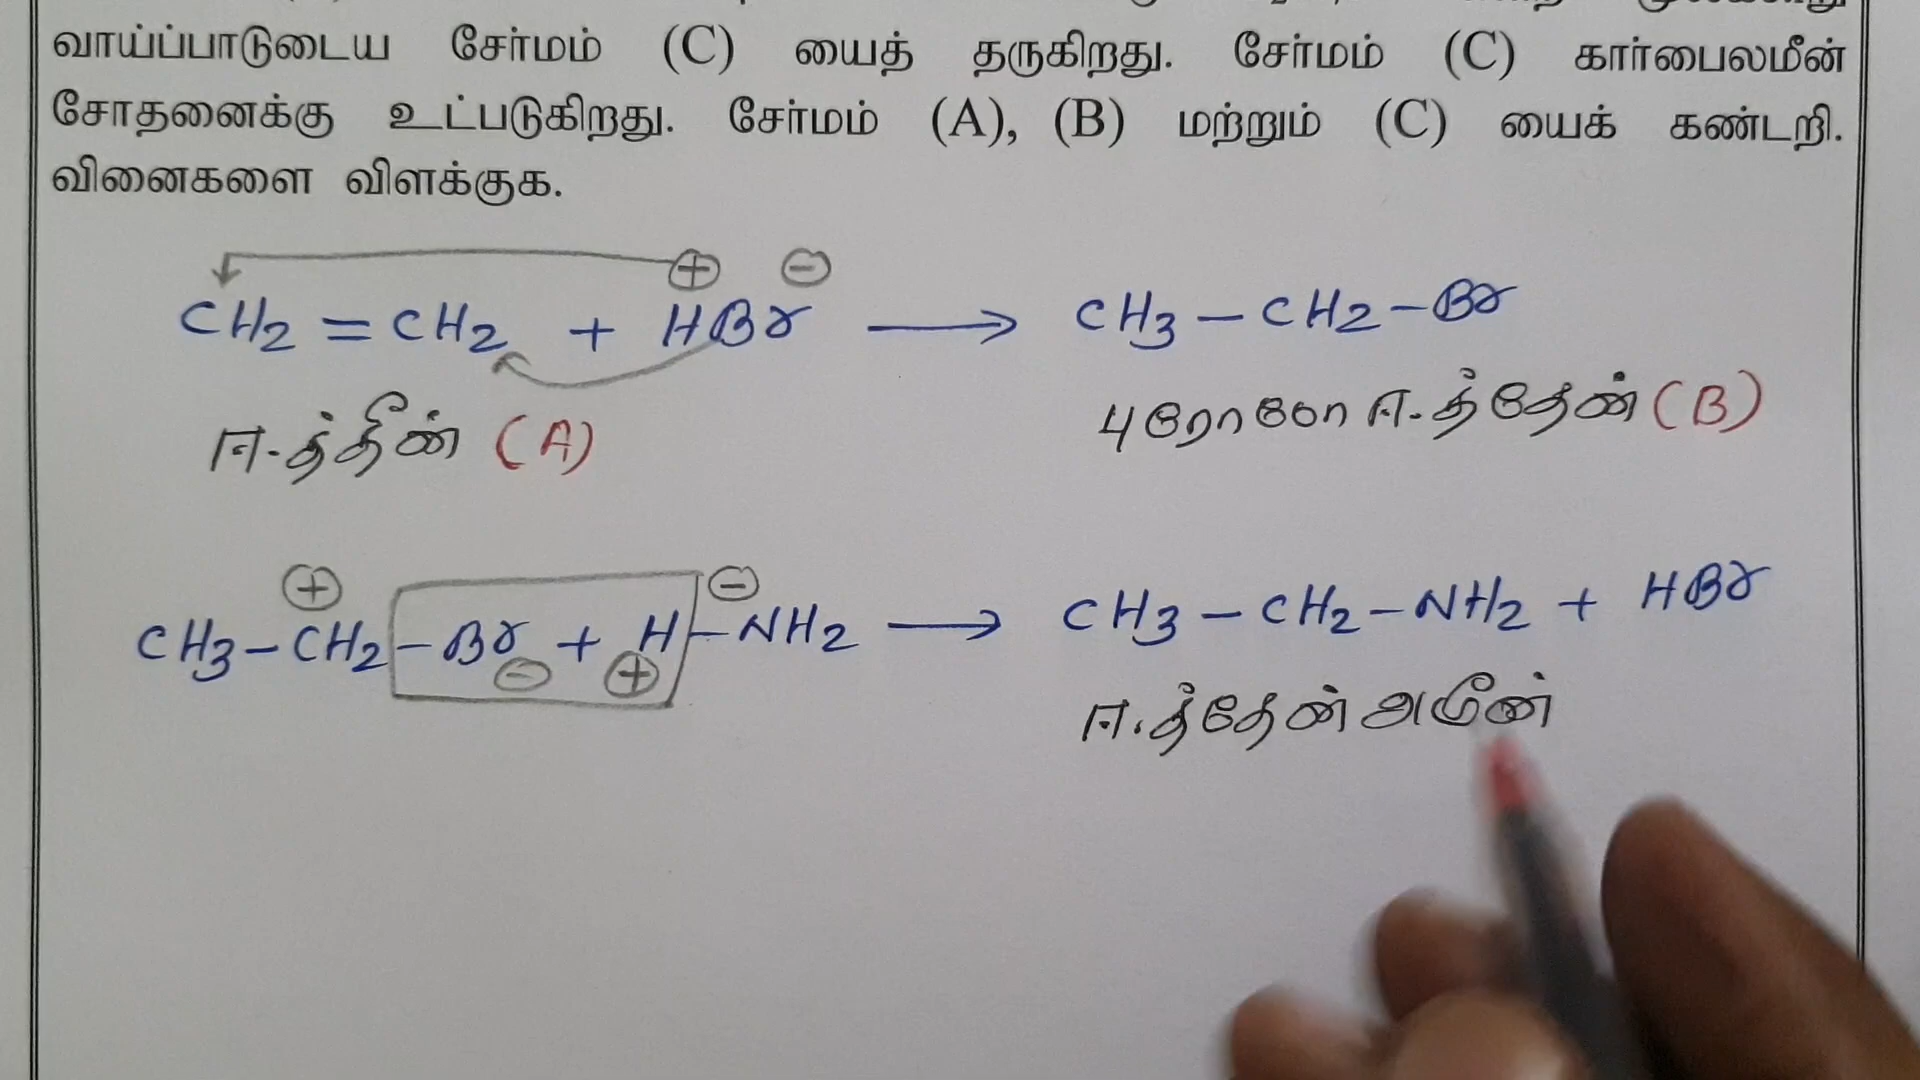 வாய்ப்பாடுடைய சேர்மம் (C) யைத் தருகிறது. சேர்மம் (C) கார்பைலமீன்
சோதனைக்கு உட்படுகிறது. சேர்மம் (A), (B) மற்றும் (C) யைக் கண்டறி.
வினைகளை விளக்குக.
⊕ ⊖
CH2 = CH2 + HBr ⟶ CH3 – CH2 – Br
ஈத்தீன் (A) புரோமோ ஈத்தேன் (B)
⊕ ⊖
CH3 – CH2 – Br + H – NH2 ⟶ CH3 – CH2 – NH2 + HBr
⊖ ⊕
ஈத்தேன் அமீன்